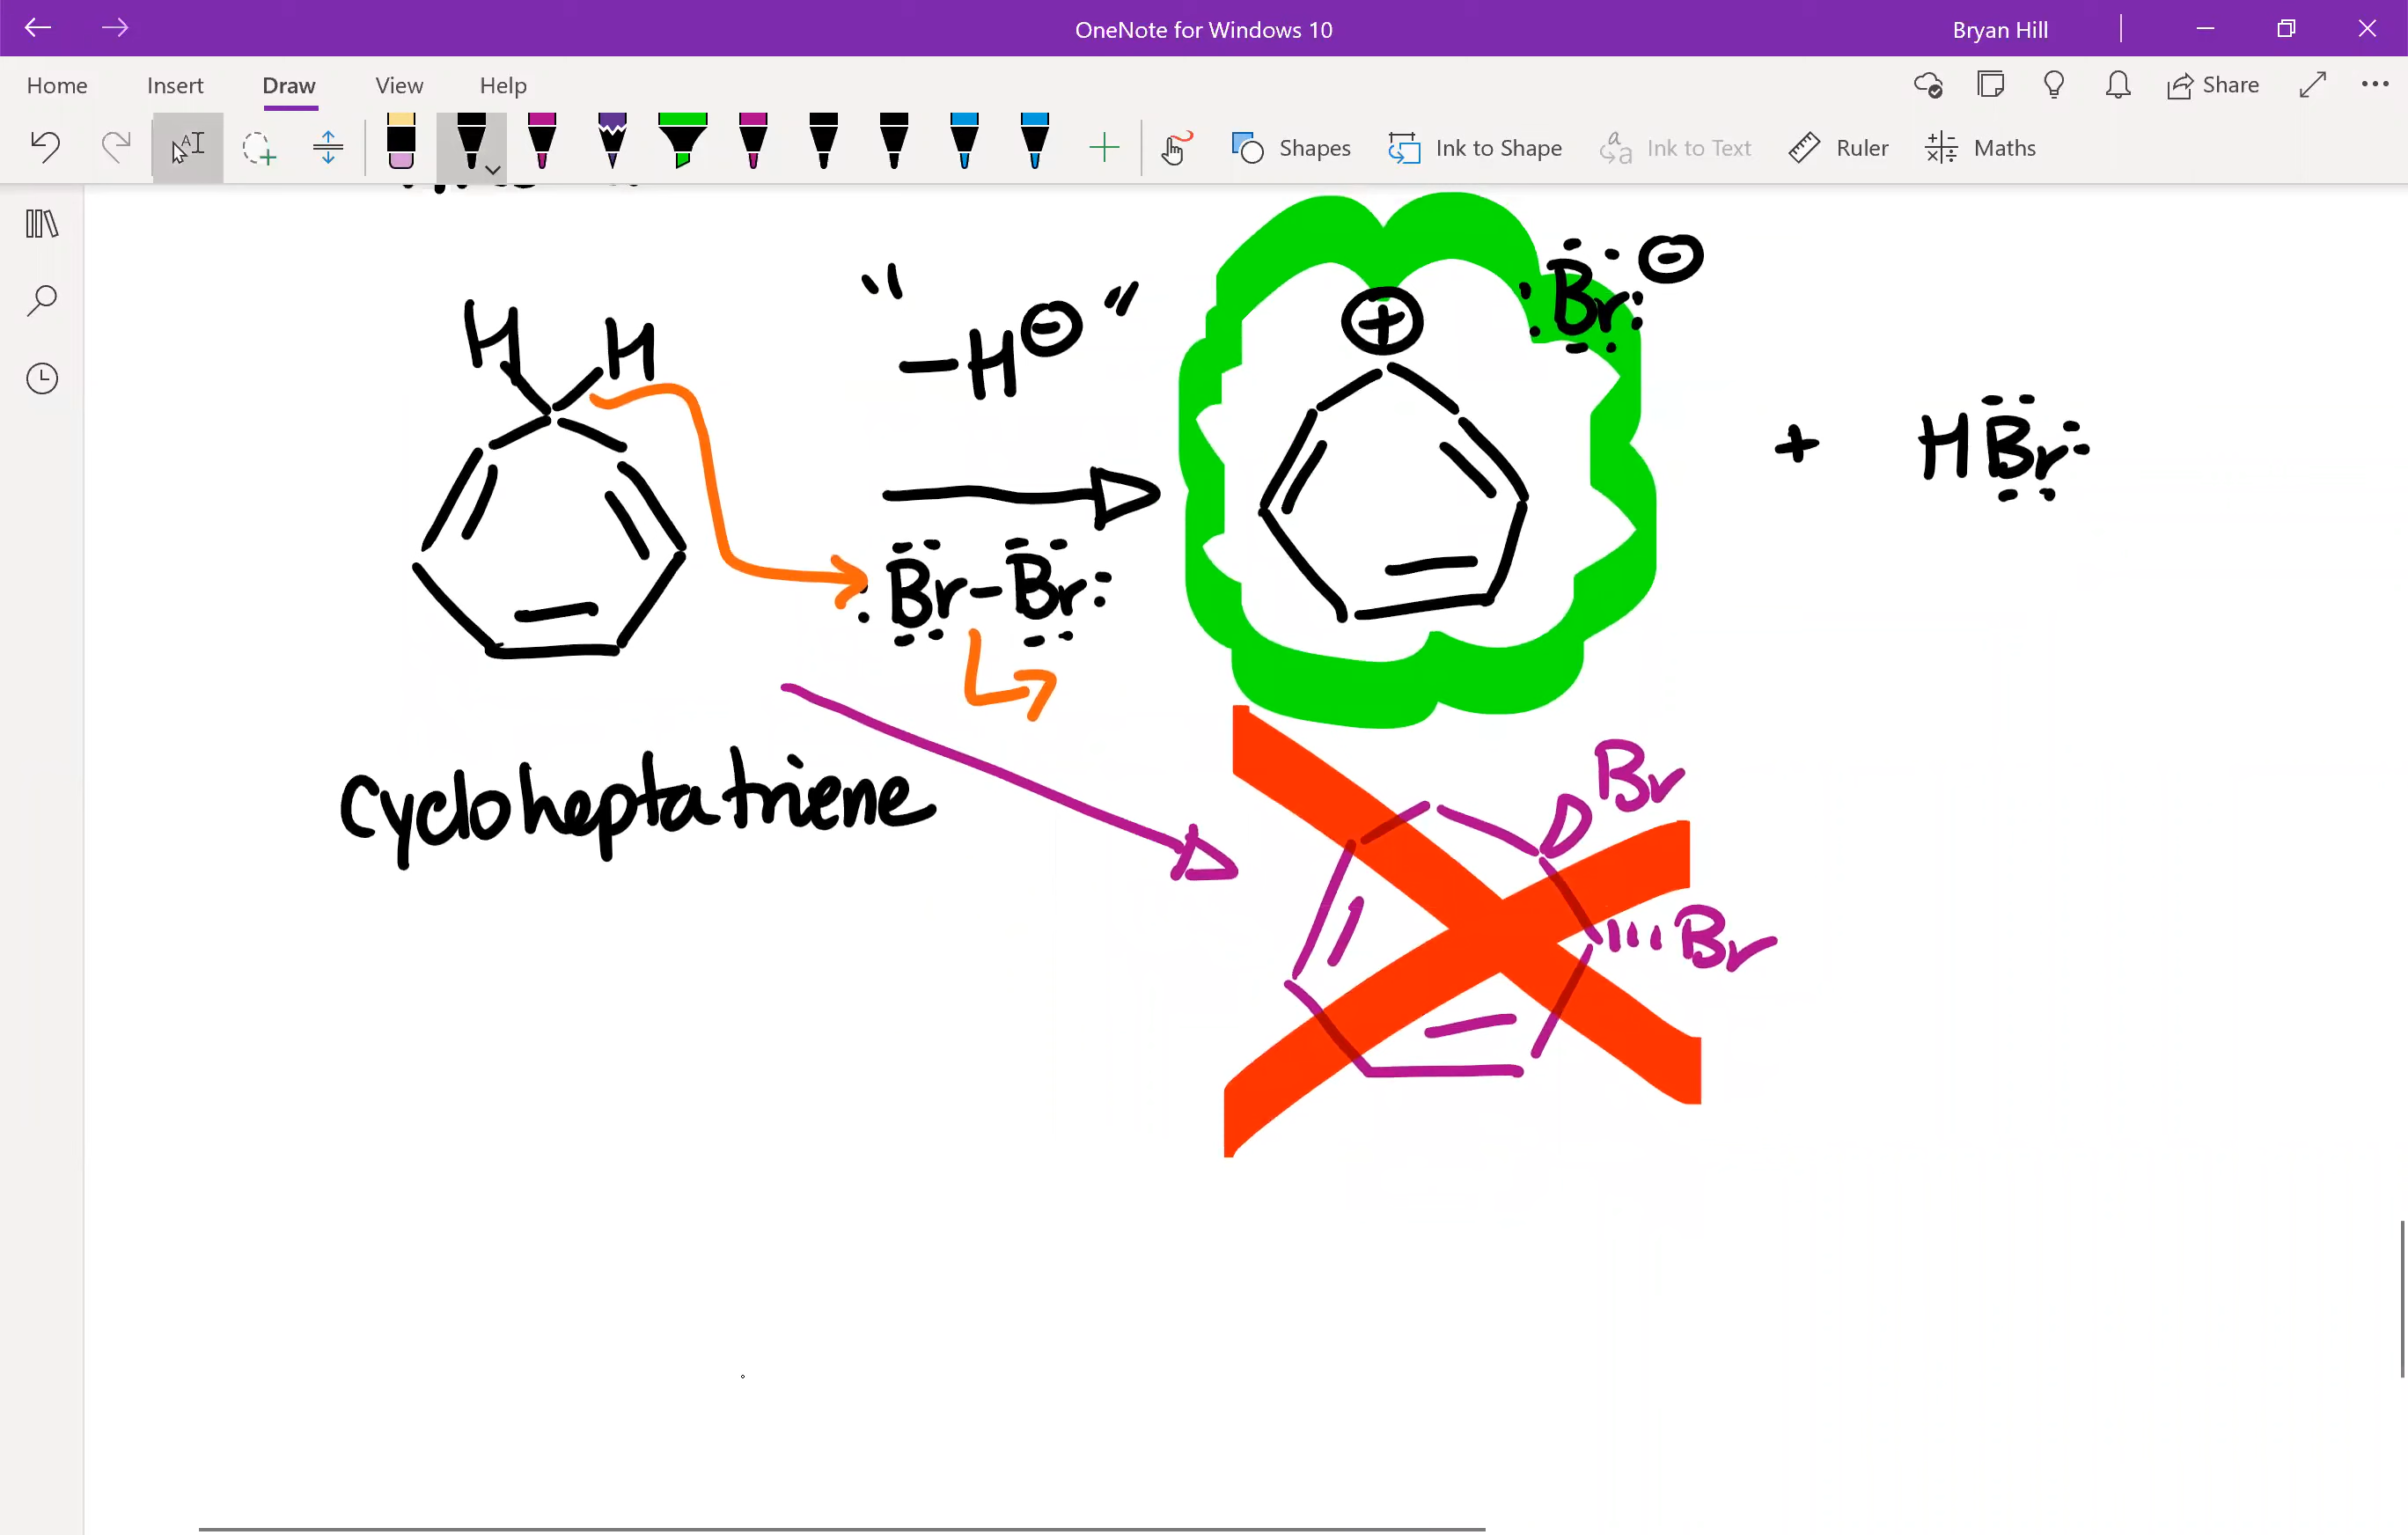 OneNote for Windows 10
Bryan Hill
Home Insert Draw View Help Share
Shapes Ink to Shape Ink to Text Ruler Maths
H H
" –H⊖ "
⊕
:Br: ⊖
+ HBr:
:Br–Br:
cycloheptatriene
Br
Br